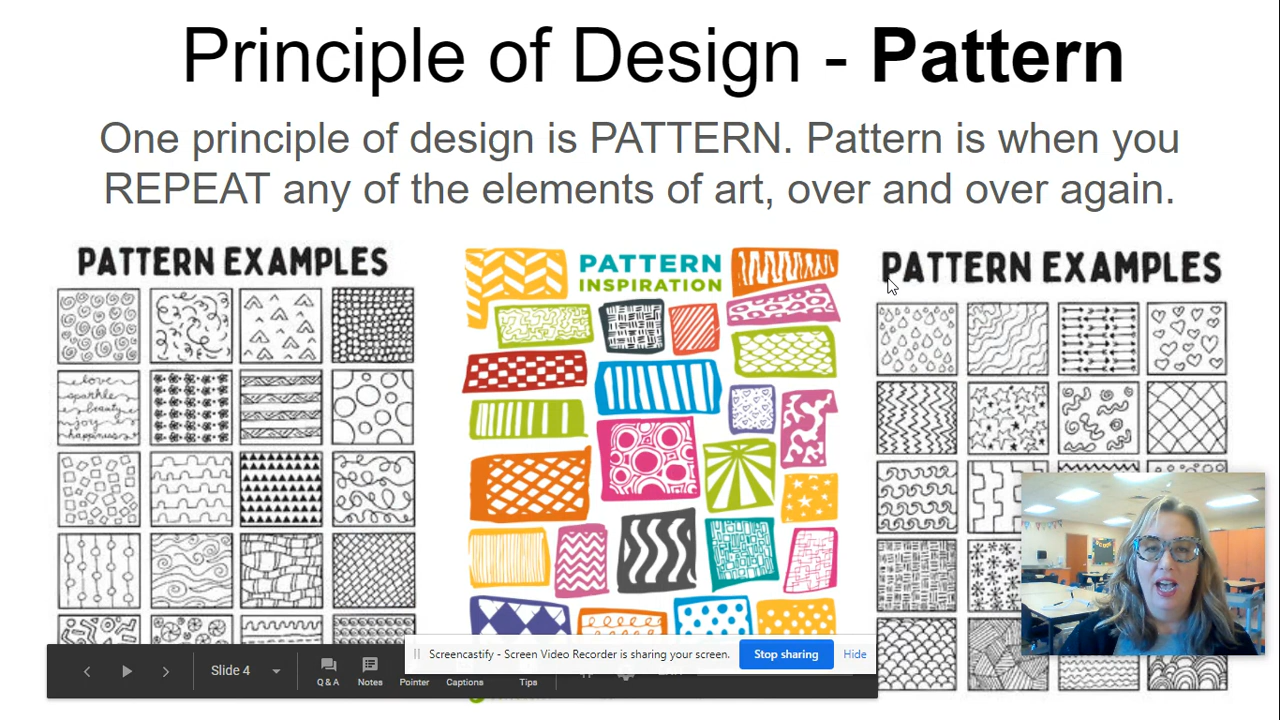 Principle of Design - Pattern
One principle of design is PATTERN. Pattern is when you
REPEAT any of the elements of art, over and over again.
PATTERN EXAMPLES
love
sparkle
beauty
joy
happiness
PATTERN
INSPIRATION
PATTERN EXAMPLES
Screencastify - Screen Video Recorder is sharing your screen.
Stop sharing
Hide
Slide 4
Q & A
Notes
Pointer
Captions
Tips